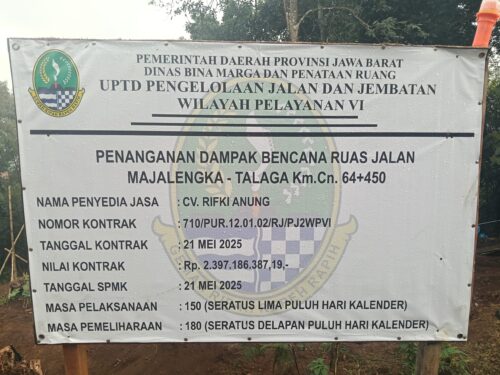 PEMERINTAH DAERAH PROVINSI JAWA BARAT
DINAS BINA MARGA DAN PENATAAN RUANG
UPTD PENGELOLAAN JALAN DAN JEMBATAN
WILAYAH PELAYANAN VI
PENANGANAN DAMPAK BENCANA RUAS JALAN
MAJALENGKA - TALAGA Km.Cn. 64+450
NAMA PENYEDIA JASA : CV. RIFKI ANUNG
NOMOR KONTRAK : 710/PUR.12.01.02/RJ/PJ2WPVI
TANGGAL KONTRAK : 21 MEI 2025
NILAI KONTRAK : Rp. 2.397.186.387,19,-
TANGGAL SPMK : 21 MEI 2025
MASA PELAKSANAAN : 150 (SERATUS LIMA PULUH HARI KALENDER)
MASA PEMELIHARAAN : 180 (SERATUS DELAPAN PULUH HARI KALENDER)